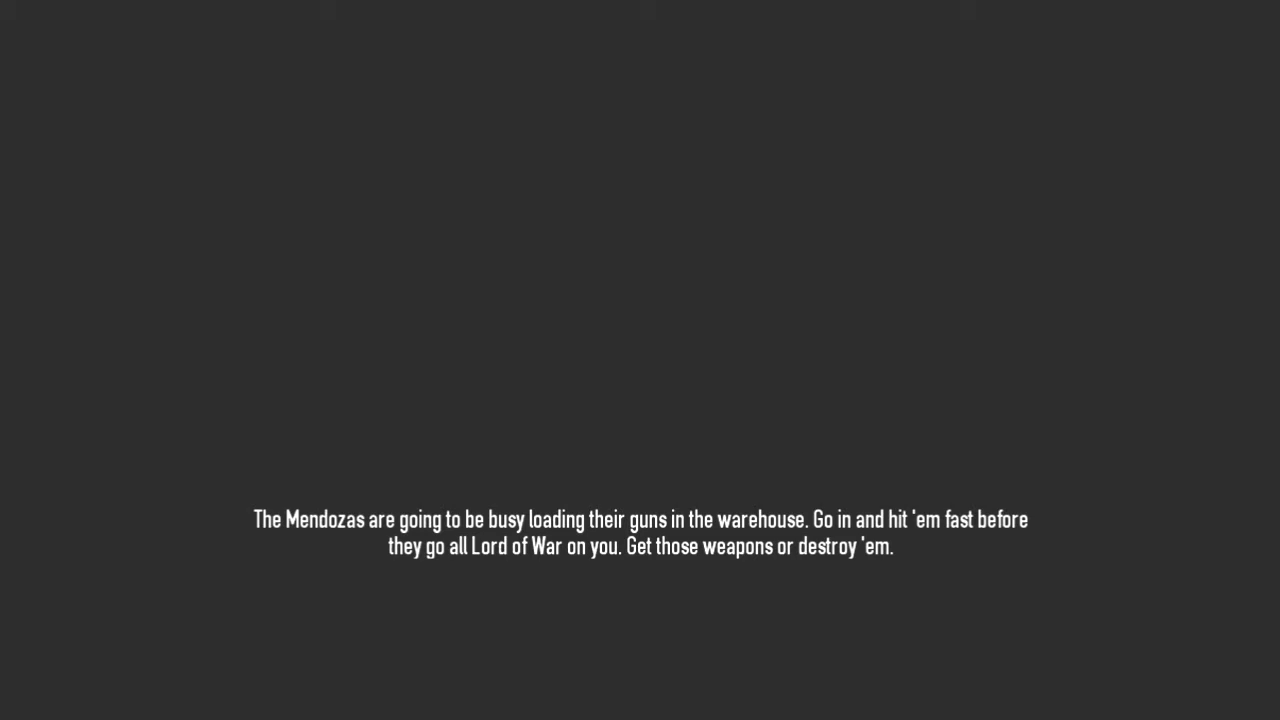 The Mendozas are going to be busy loading their guns in the warehouse. Go in and hit 'em fast before
they go all Lord of War on you. Get those weapons or destroy 'em.